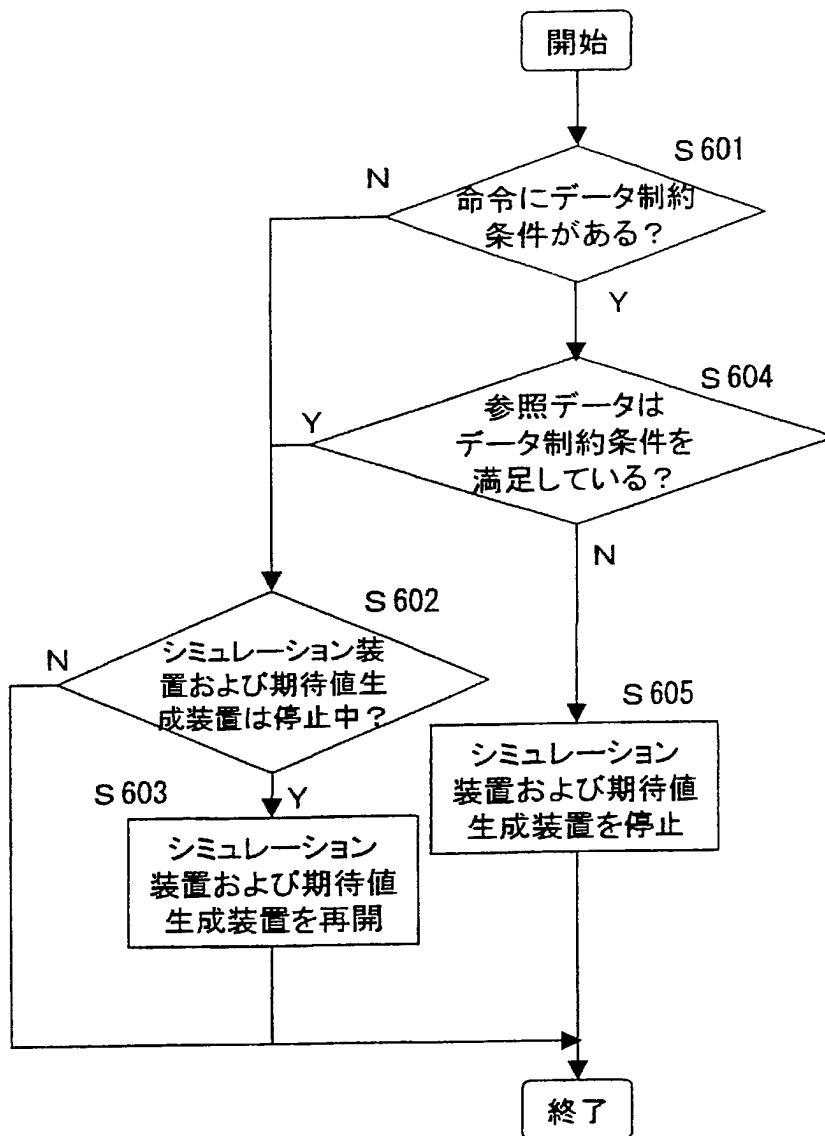 開始
S601
N
命令にデータ制約
条件がある?
Y
S604
Y
参照データは
データ制約条件を
満足している?
N
S602
N
シミュレーション装
置および期待値生
成装置は停止中?
S605
シミュレーション
装置および期待値
生成装置を停止
S603
Y
シミュレーション
装置および期待値
生成装置を再開
終了